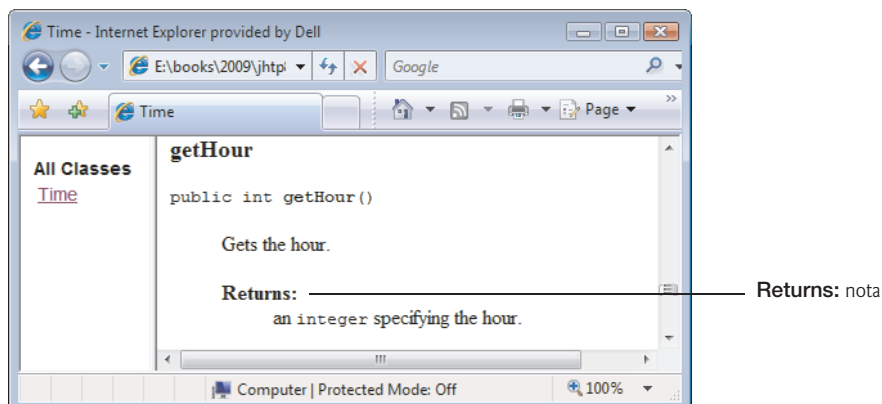 Time - Internet Explorer provided by Dell
E:\books\2009\jhtp
Google
Time
Page
>>
All Classes
Time
getHour
public int getHour()
Gets the hour.
Returns:
an integer specifying the hour.
Returns: nota
Computer | Protected Mode: Off
100%